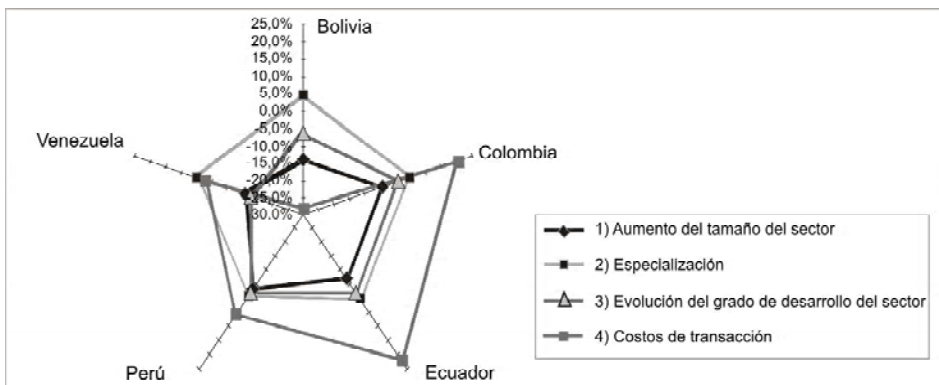 Bolivia
25,0%
20,0%
15,0%
10,0%
5,0%
0,0%
-5,0%
-10,0%
-15,0%
-20,0%
-25,0%
-30,0%
Venezuela
Colombia
Perú
Ecuador
1) Aumento del tamaño del sector
2) Especialización
3) Evolución del grado de desarrollo del sector
4) Costos de transacción